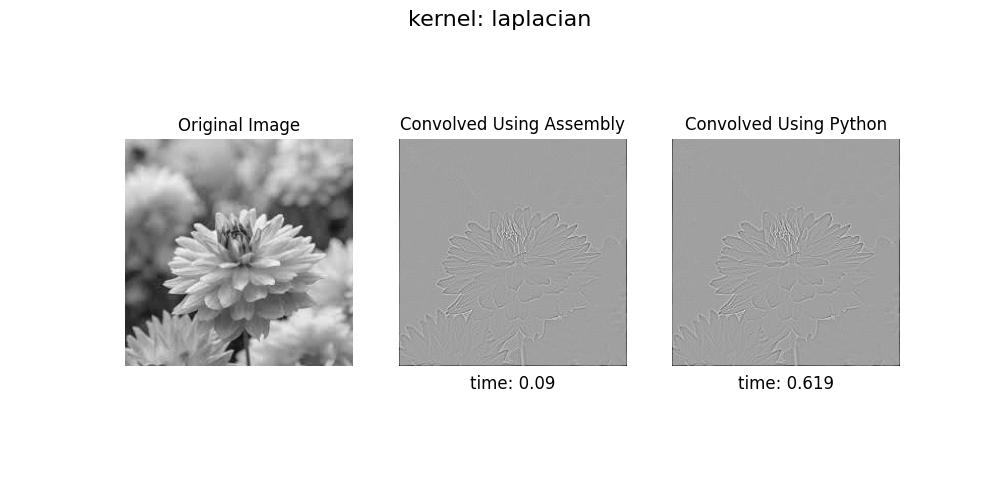 kernel: laplacian
Original Image
Convolved Using Assembly
Convolved Using Python
time: 0.09
time: 0.619